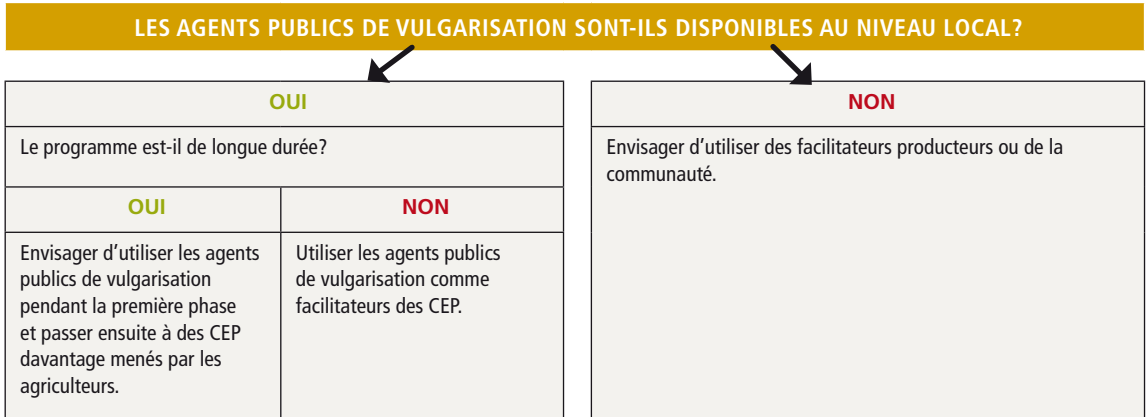 LES AGENTS PUBLICS DE VULGARISATION SONT-ILS DISPONIBLES AU NIVEAU LOCAL?
OUI
Le programme est-il de longue durée?
OUI
Envisager d'utiliser les agents
publics de vulgarisation
pendant la première phase
et passer ensuite à des CEP
davantage menés par les
agriculteurs.
NON
Utiliser les agents publics
de vulgarisation comme
facilitateurs des CEP.
NON
Envisager d'utiliser des facilitateurs producteurs ou de la
communauté.